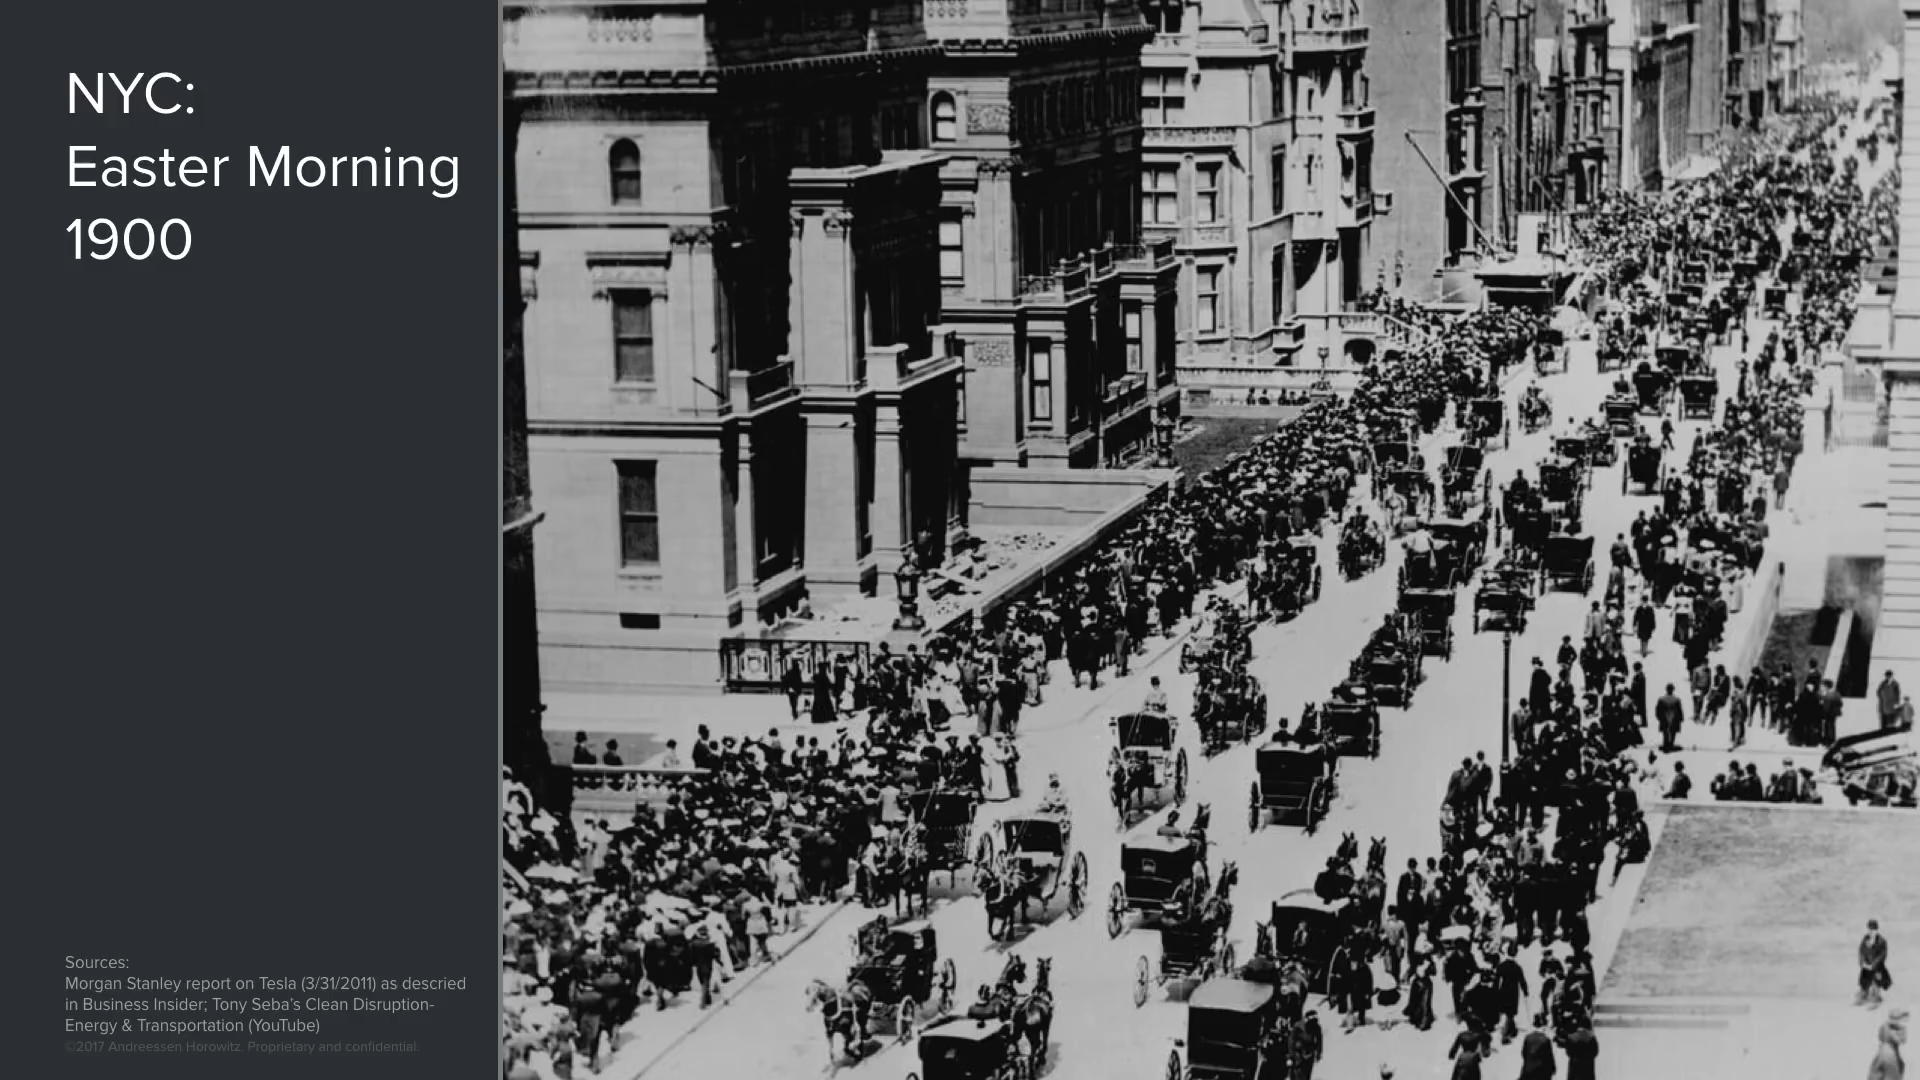 NYC:
Easter Morning
1900
Sources:
Morgan Stanley report on Tesla (3/31/2011) as descried
in Business Insider; Tony Seba’s Clean Disruption-
Energy & Transportation (YouTube)
©2017 Andreessen Horowitz. Proprietary and confidential.